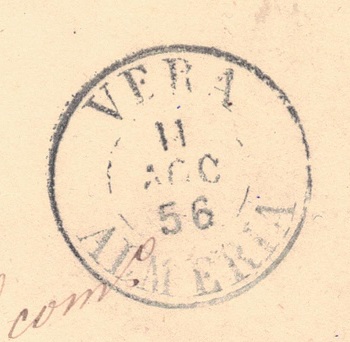 VERA
11
AGO
56
ALMERIA
com.º